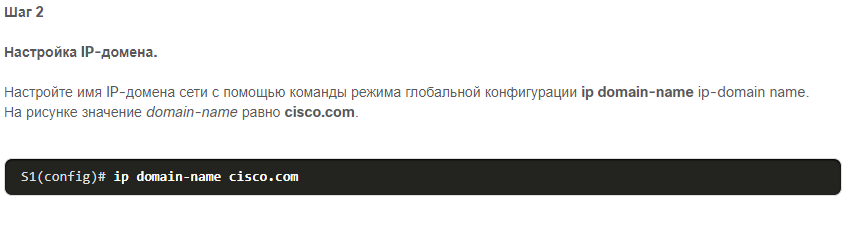 Шаг 2
Настройка IP-домена.
Настройте имя IP-домена сети с помощью команды режима глобальной конфигурации ip domain-name ip-domain name.
На рисунке значение domain-name равно cisco.com.
S1(config)# ip domain-name cisco.com